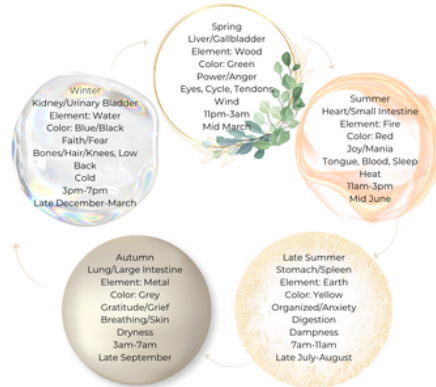 Spring
Liver/Gallbladder
Element: Wood
Color: Green
Power/Anger
Eyes, Cycle, Tendons
Wind
11pm-3am
Mid March
Summer
Heart/Small Intestine
Element: Fire
Color: Red
Joy/Mania
Tongue, Blood, Sleep
Heat
11am-3pm
Mid June
Late Summer
Stomach/Spleen
Element: Earth
Color: Yellow
Organized/Anxiety
Digestion
Dampness
7am-11am
Late July-August
Autumn
Lung/Large Intestine
Element: Metal
Color: Grey
Gratitude/Grief
Breathing/Skin
Dryness
3am-7am
Late September
Winter
Kidney/Urinary Bladder
Element: Water
Color: Blue/Black
Faith/Fear
Bones/Hair/Knees, Low
Back
Cold
3pm-7pm
Late December-March